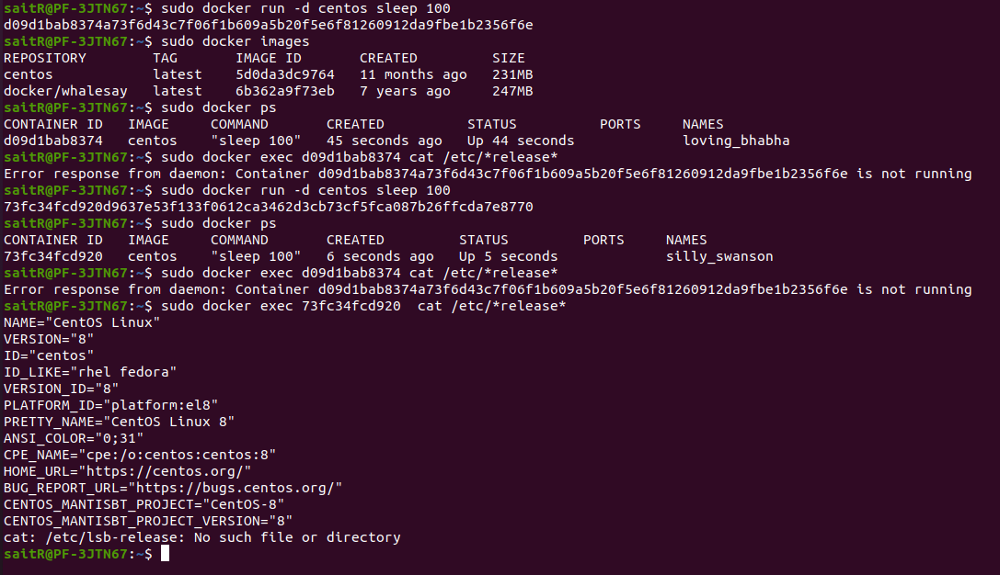 saitR@PF-3JTN67:~$ sudo docker run -d centos sleep 100
d09d1bab8374a73f6d43c7f06f1b609a5b20f5e6f81260912da9fbe1b2356f6e
saitR@PF-3JTN67:~$ sudo docker images
REPOSITORY        TAG       IMAGE ID       CREATED         SIZE
centos            latest    5d0da3dc9764   11 months ago   231MB
docker/whalesay   latest    6b362a9f73eb   7 years ago     247MB
saitR@PF-3JTN67:~$ sudo docker ps
CONTAINER ID   IMAGE     COMMAND       CREATED          STATUS          PORTS     NAMES
d09d1bab8374   centos    "sleep 100"   45 seconds ago   Up 44 seconds             loving_bhabha
saitR@PF-3JTN67:~$ sudo docker exec d09d1bab8374 cat /etc/*release*
Error response from daemon: Container d09d1bab8374a73f6d43c7f06f1b609a5b20f5e6f81260912da9fbe1b2356f6e is not running
saitR@PF-3JTN67:~$ sudo docker run -d centos sleep 100
73fc34fcd920d9637e53f133f0612ca3462d3cb73cf5fca087b26ffcda7e8770
saitR@PF-3JTN67:~$ sudo docker ps
CONTAINER ID   IMAGE     COMMAND       CREATED         STATUS         PORTS     NAMES
73fc34fcd920   centos    "sleep 100"   6 seconds ago   Up 5 seconds             silly_swanson
saitR@PF-3JTN67:~$ sudo docker exec d09d1bab8374 cat /etc/*release*
Error response from daemon: Container d09d1bab8374a73f6d43c7f06f1b609a5b20f5e6f81260912da9fbe1b2356f6e is not running
saitR@PF-3JTN67:~$ sudo docker exec 73fc34fcd920  cat /etc/*release*
NAME="CentOS Linux"
VERSION="8"
ID="centos"
ID_LIKE="rhel fedora"
VERSION_ID="8"
PLATFORM_ID="platform:el8"
PRETTY_NAME="CentOS Linux 8"
ANSI_COLOR="0;31"
CPE_NAME="cpe:/o:centos:centos:8"
HOME_URL="https://centos.org/"
BUG_REPORT_URL="https://bugs.centos.org/"
CENTOS_MANTISBT_PROJECT="CentOS-8"
CENTOS_MANTISBT_PROJECT_VERSION="8"
cat: /etc/lsb-release: No such file or directory
saitR@PF-3JTN67:~$